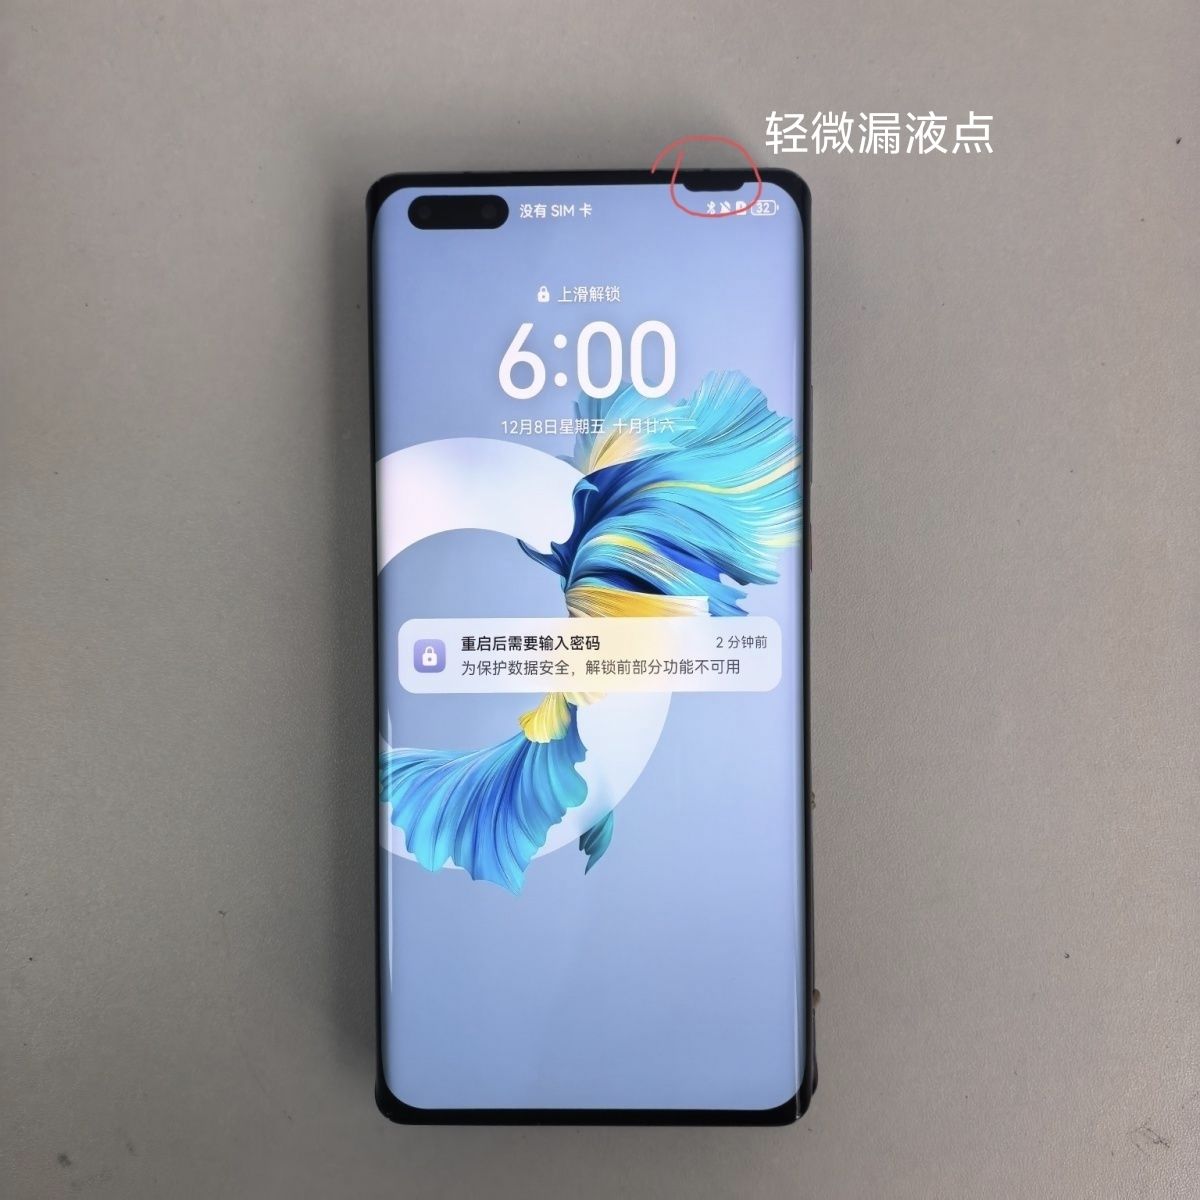 轻微漏液点
没有 SIM 卡
32
上滑解锁
6:00
12月8日星期五 十月廿六
重启后需要输入密码
2 分钟前
为保护数据安全，解锁前部分功能不可用